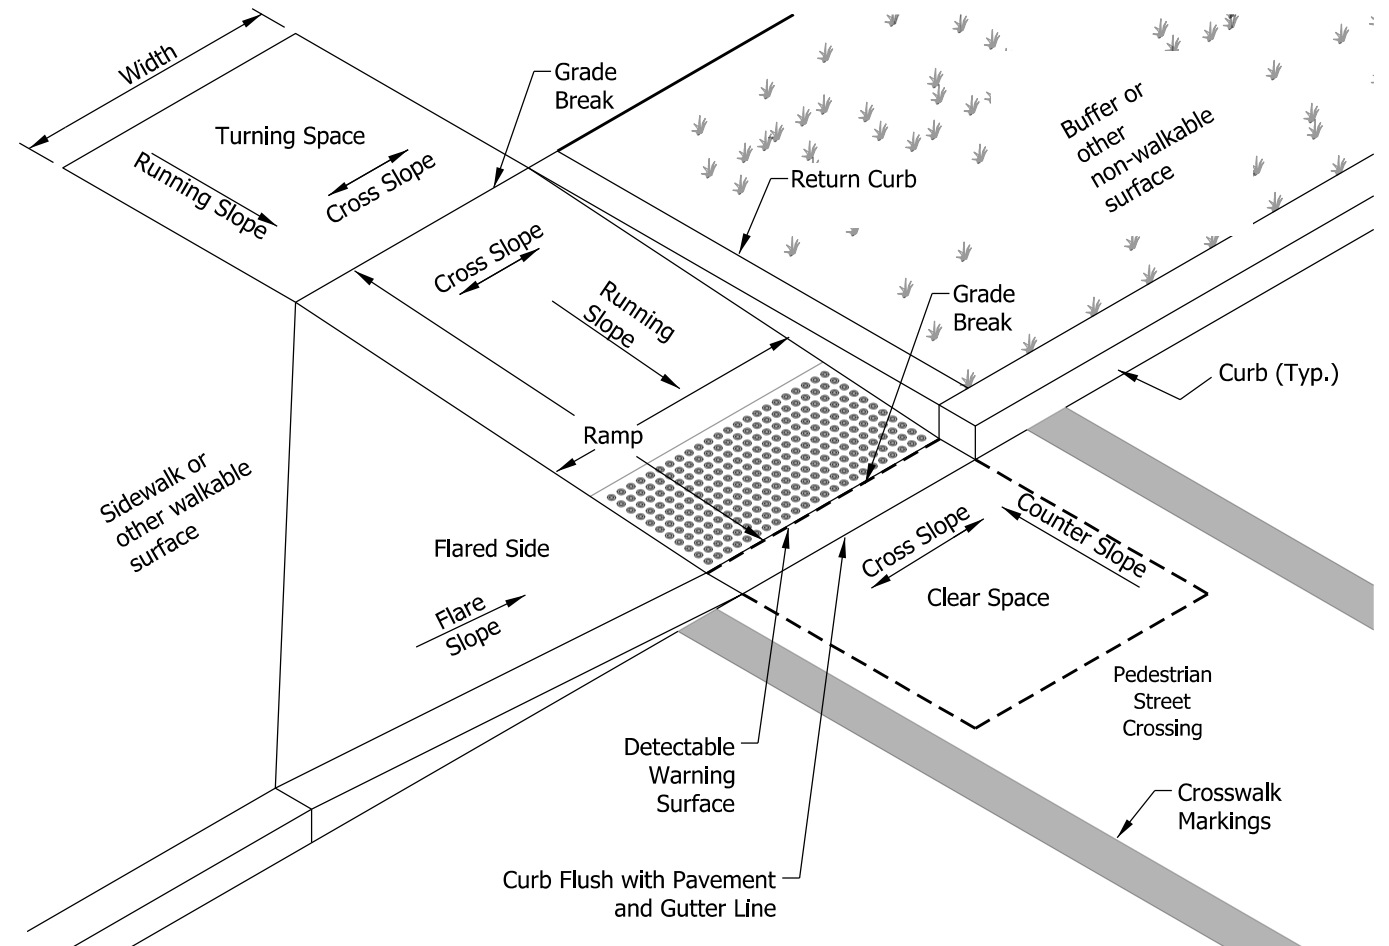 Width
Turning Space
Running Slope
Cross Slope
Grade
Break
Return Curb
Buffer or
other
non-walkable
surface
Cross Slope
Running
Slope
Grade
Break
Curb (Typ.)
Ramp
Sidewalk or
other walkable
surface
Flared Side
Flare
Slope
Cross Slope
Counter Slope
Clear Space
Pedestrian
Street
Crossing
Detectable
Warning
Surface
Crosswalk
Markings
Curb Flush with Pavement
and Gutter Line